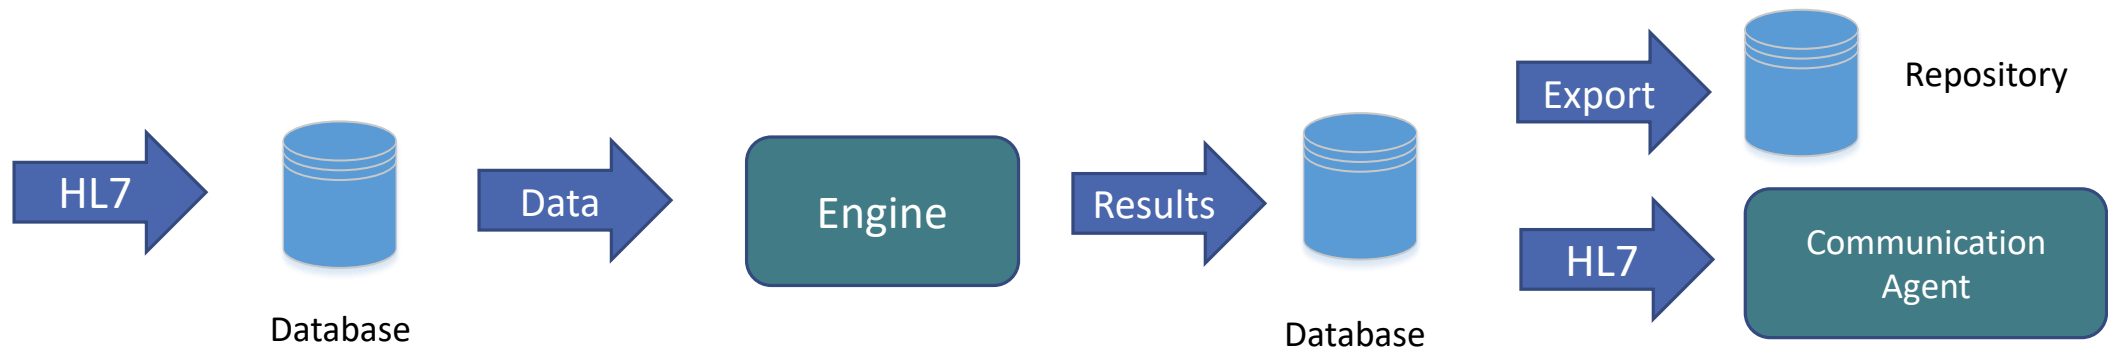 HL7
Database
Data
Engine
Results
Database
Export
Repository
HL7
Communication
Agent